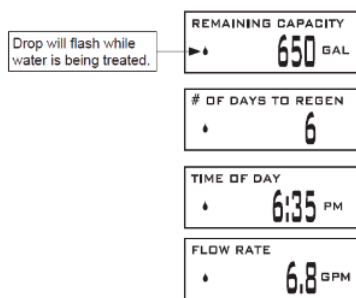 REMAINING CAPACITY
Drop will flash while
water is being treated.
650 GAL
# OF DAYS TO REGEN
6
TIME OF DAY
6:35 PM
FLOW RATE
6.8 GPM